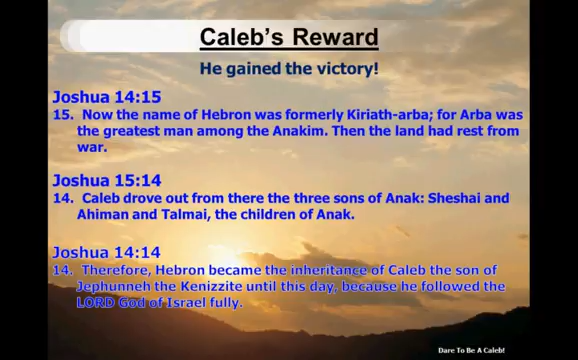 Caleb's Reward
He gained the victory!
Joshua 14:15
15. Now the name of Hebron was formerly Kiriath-arba; for Arba was
the greatest man among the Anakim. Then the land had rest from
war.
Joshua 15:14
14. Caleb drove out from there the three sons of Anak: Sheshai and
Ahiman and Talmai, the children of Anak.
Joshua 14:14
14. Therefore, Hebron became the inheritance of Caleb the son of
Jephunneh the Kenizzite until this day, because he followed the
LORD God of Israel fully.
Dare To Be A Caleb!